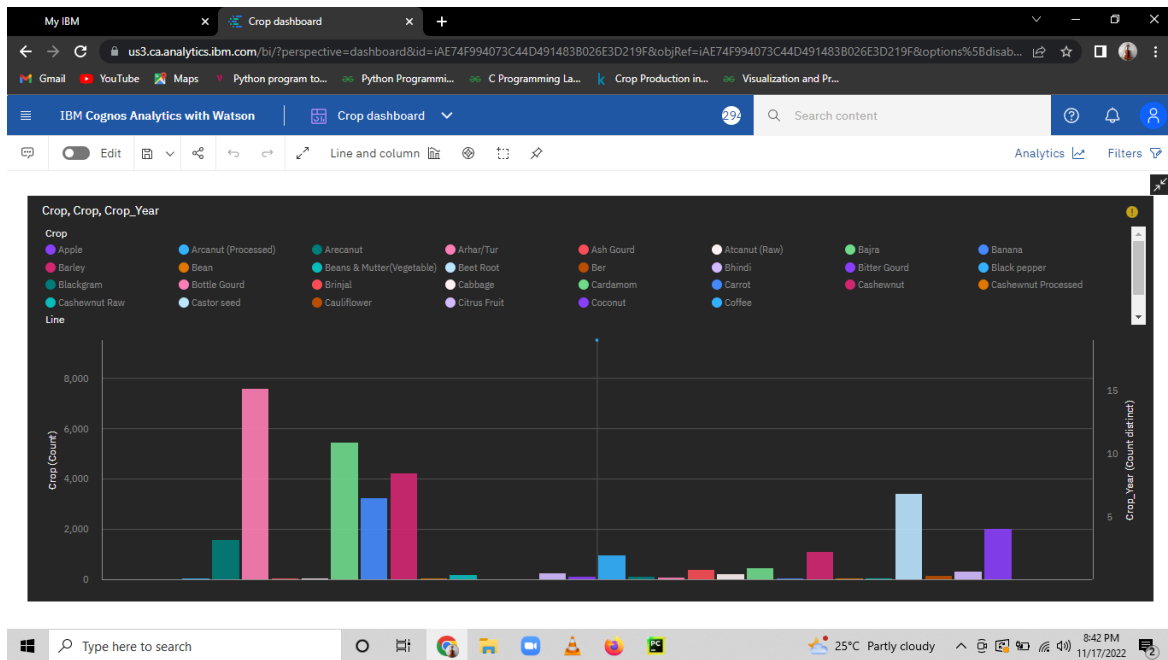 My IBM
Crop dashboard
us3.ca.analytics.ibm.com/bi/?perspective=dashboard&id=iAE74F994073C44D491483B026E3D219F&objRef=iAE74F994073C44D491483B026E3D219F&options%5Bdisab...
Gmail YouTube Maps Python program to... Python Programmi... C Programming La... Crop Production in... Visualization and Pr...
IBM Cognos Analytics with Watson Crop dashboard 294 Search content
Edit Line and column Analytics Filters
Crop, Crop, Crop_Year
Crop
Apple Arcanut (Processed) Arecanut Arhar/Tur Ash Gourd Atcanut (Raw) Bajra Banana
Barley Bean Beans & Mutter(Vegetable) Beet Root Ber Bhindi Bitter Gourd Black pepper
Blackgram Bottle Gourd Brinjal Cabbage Cardamom Carrot Cashewnut Cashewnut Processed
Cashewnut Raw Castor seed Cauliflower Citrus Fruit Coconut Coffee
Line
8,000
6,000
4,000
2,000
0
Crop (Count)
15
10
5
Crop_Year (Count distinct)
Type here to search 25°C Partly cloudy 8:42 PM
11/17/2022 2